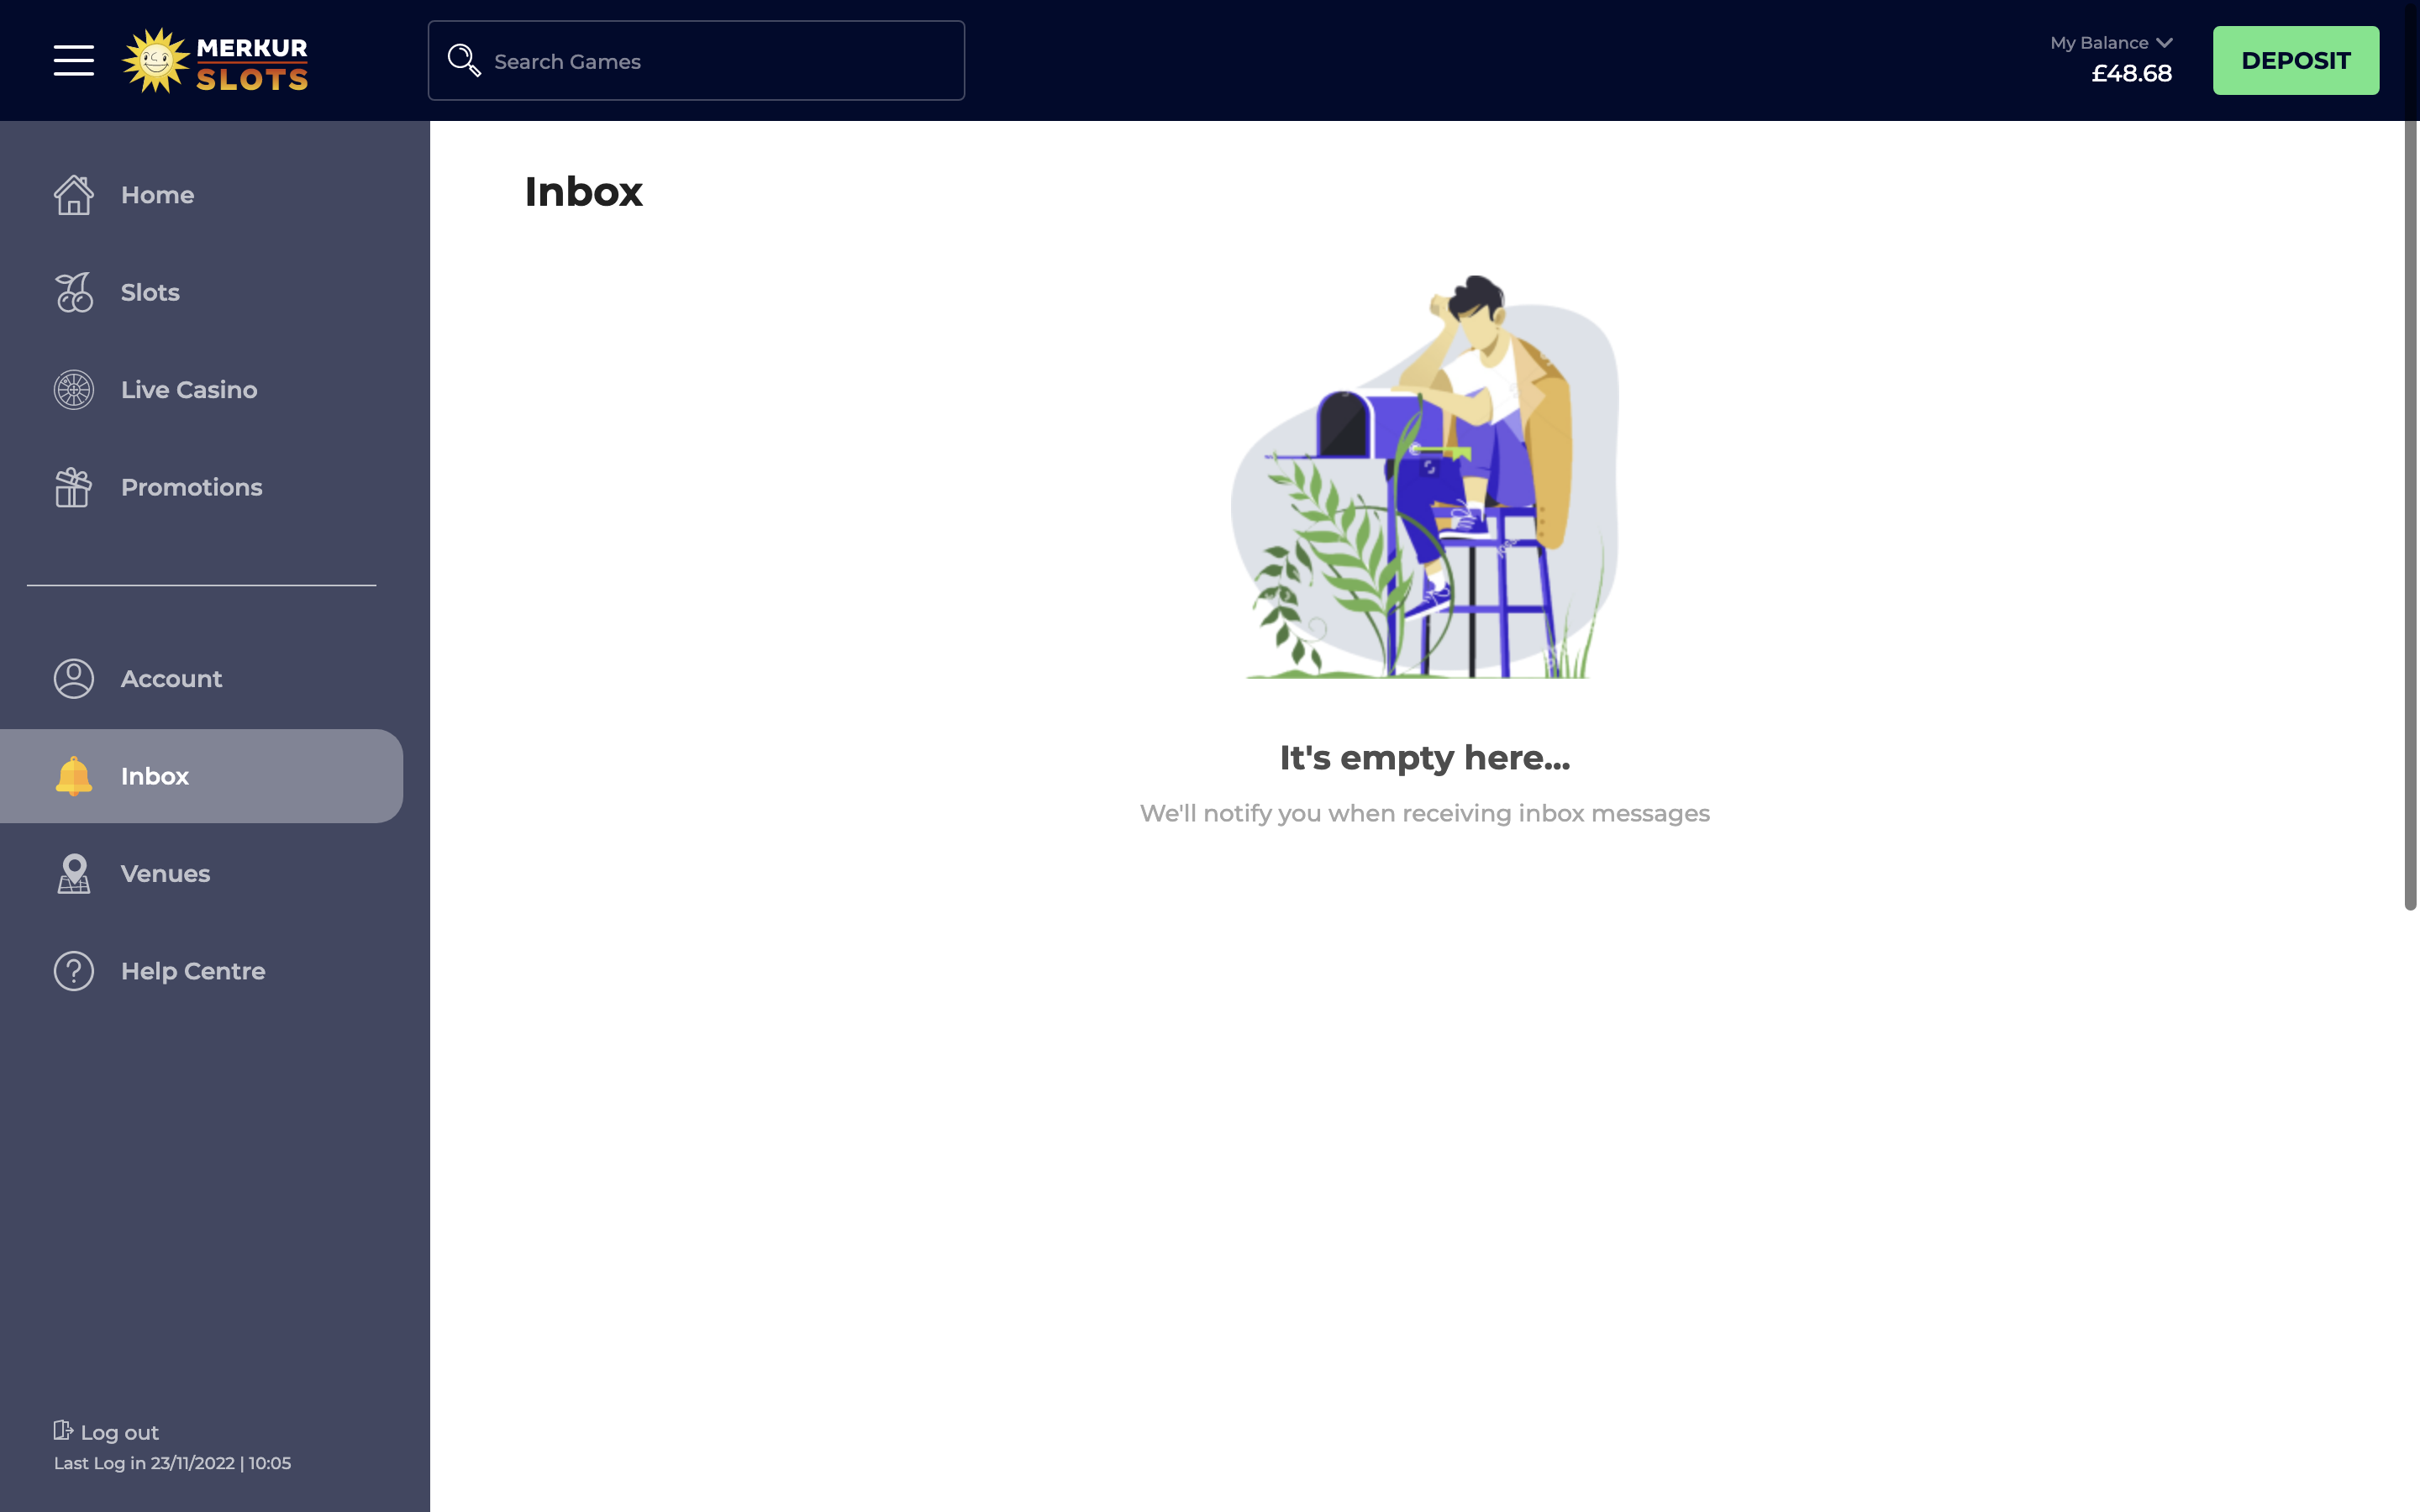 MERKUR
SLOTS
Search Games
My Balance
£48.68
DEPOSIT
Home
Slots
Live Casino
Promotions
Account
Inbox
Venues
Help Centre
Log out
Last Log in 23/11/2022 | 10:05
Inbox
It's empty here...
We'll notify you when receiving inbox messages